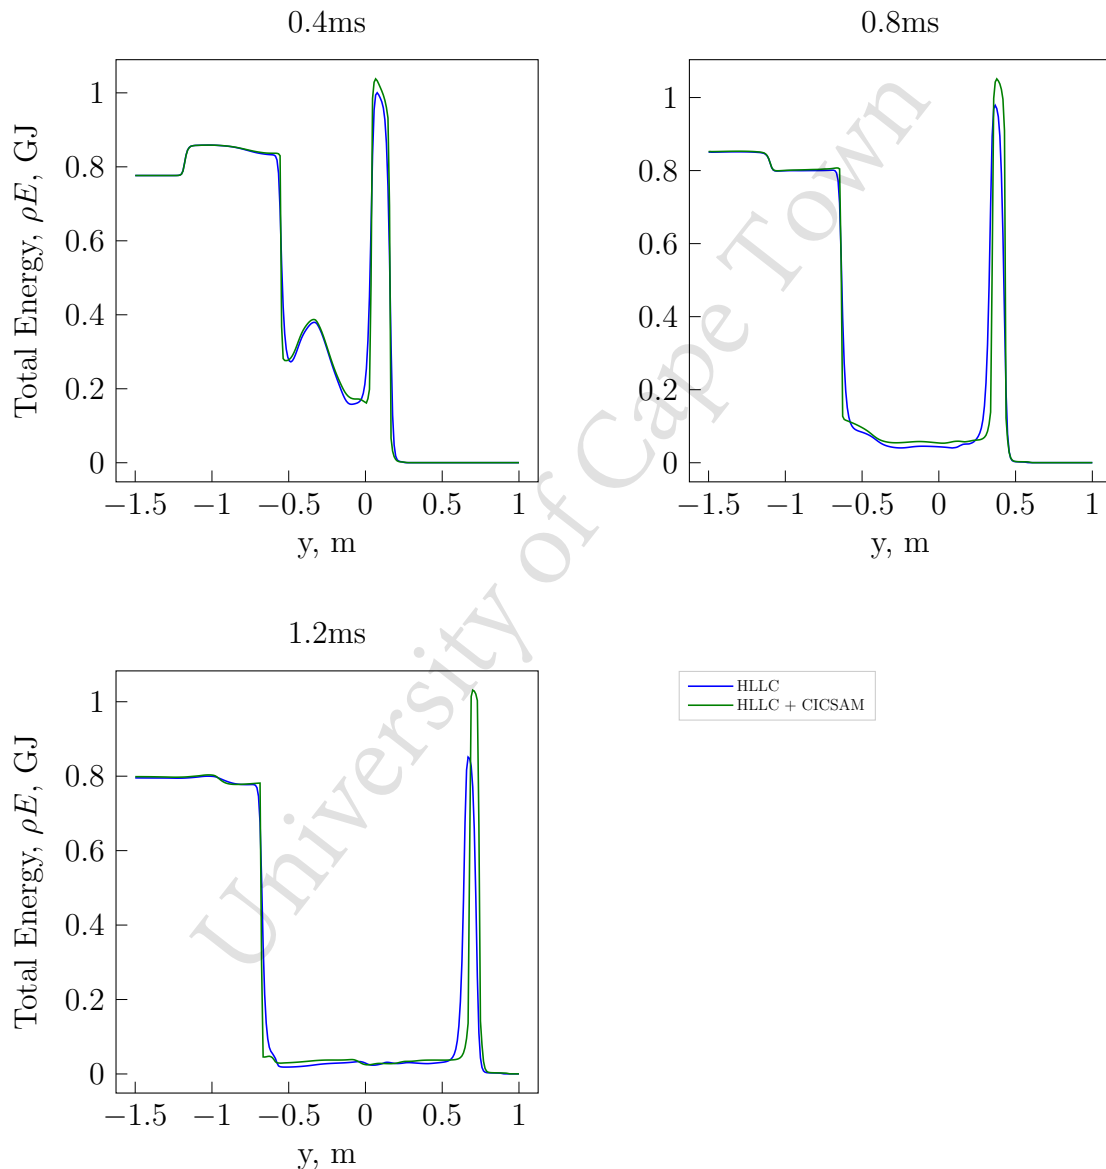 0.4ms
0.8ms
1
0.8
0.6
0.4
0.2
0
Total Energy, ρE, GJ
−1.5 −1 −0.5 0 0.5 1
y, m
1
0.8
0.6
0.4
0.2
0
−1.5 −1 −0.5 0 0.5 1
y, m
1.2ms
1
0.8
0.6
0.4
0.2
0
Total Energy, ρE, GJ
−1.5 −1 −0.5 0 0.5 1
y, m
HLLC
HLLC + CICSAM
University of Cape Town